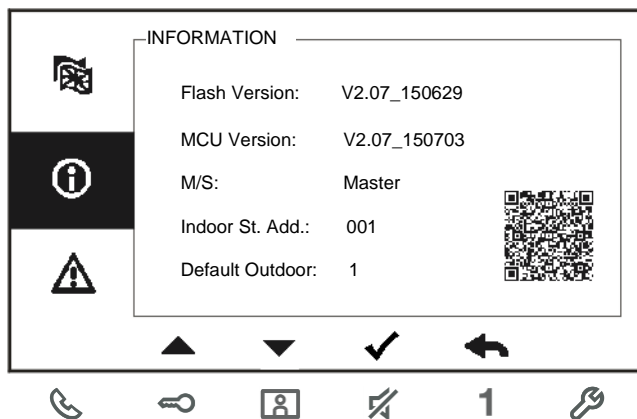 INFORMATION
Flash Version: V2.07_150629
MCU Version: V2.07_150703
M/S: Master
Indoor St. Add.: 001
Default Outdoor: 1
1